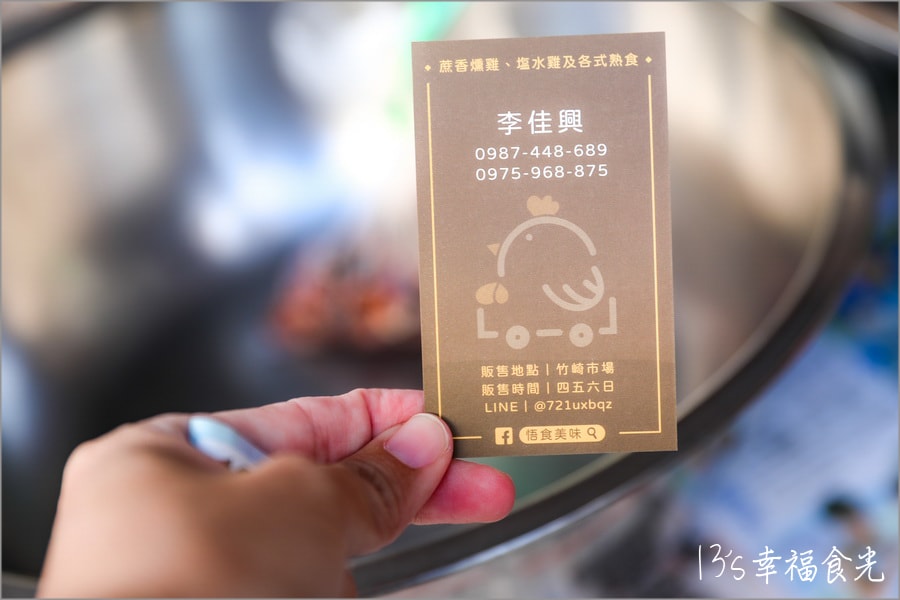 蔗香燻雞、塩水雞及各式熟食
李佳興
0987-448-689
0975-968-875
販售地點|竹崎市場
販售時間|四五六日
LINE|@721uxbqz
悟食美味
13's幸福食光